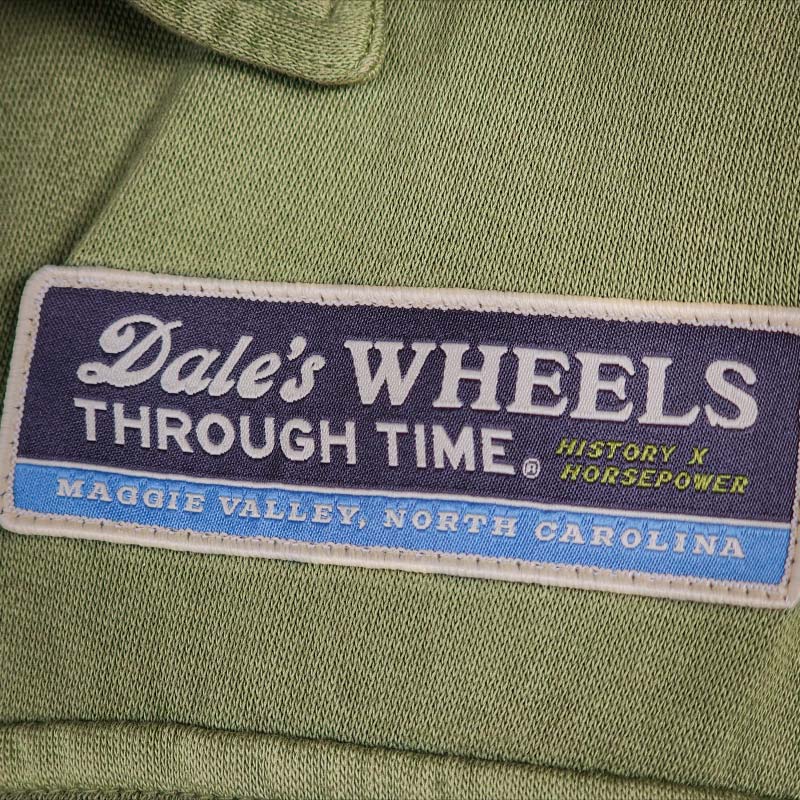 Dale's WHEELS
THROUGH TIME®
HISTORY X
HORSEPOWER
MAGGIE VALLEY, NORTH CAROLINA